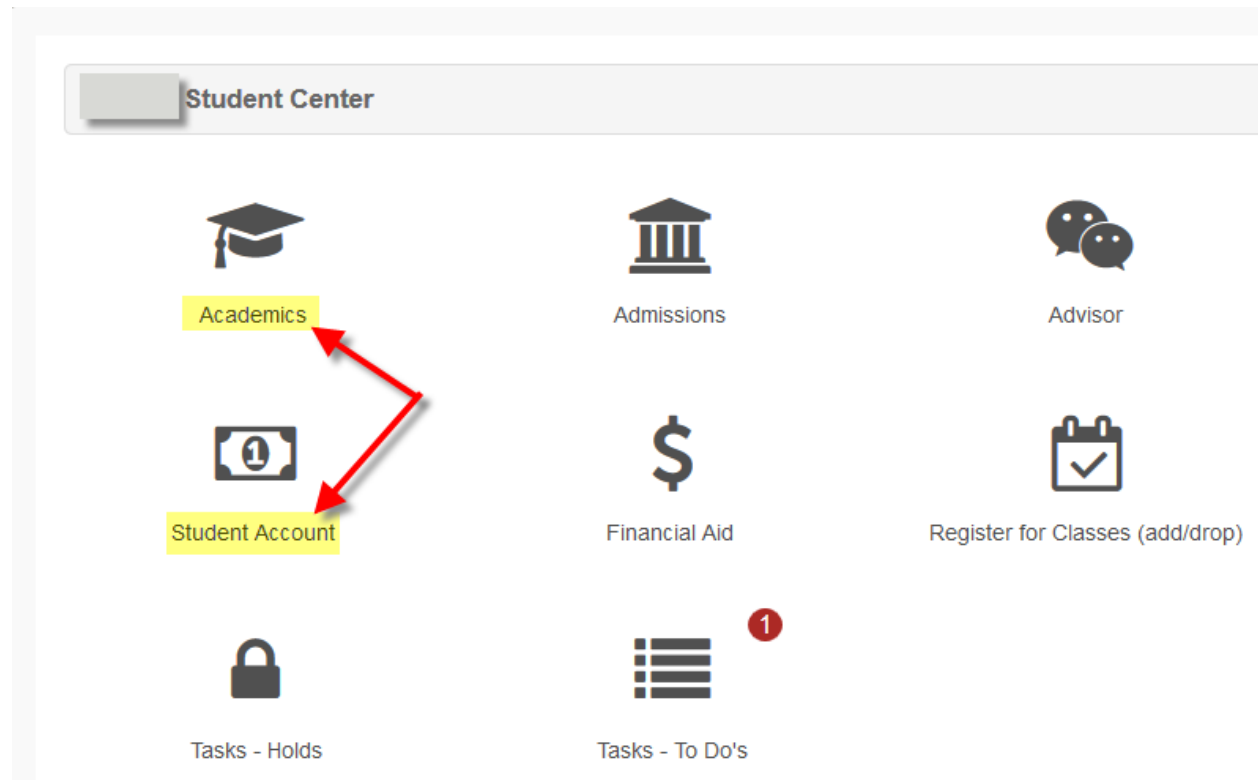 Student Center
Academics
Admissions
Advisor
1
Student Account
Financial Aid
Register for Classes (add/drop)
1
Tasks - Holds
Tasks - To Do's